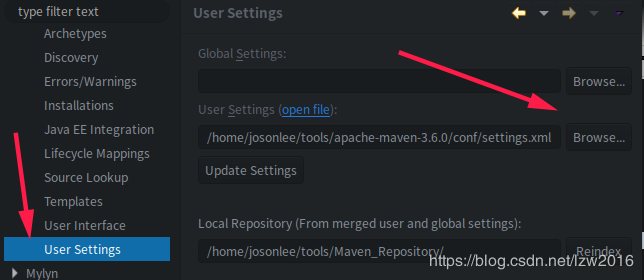 type filter text
Archetypes
Discovery
Errors/Warnings
Installations
Java EE Integration
Lifecycle Mappings
Source Lookup
Templates
User Interface
User Settings
Mylyn
User Settings
Global Settings:
Browse...
User Settings (open file):
/home/josonlee/tools/apache-maven-3.6.0/conf/settings.xml
Browse...
Update Settings
Local Repository (From merged user and global settings):
/home/josonlee/tools/Maven_Repository/
Reindex
https://blog.csdn.net/lzw2016